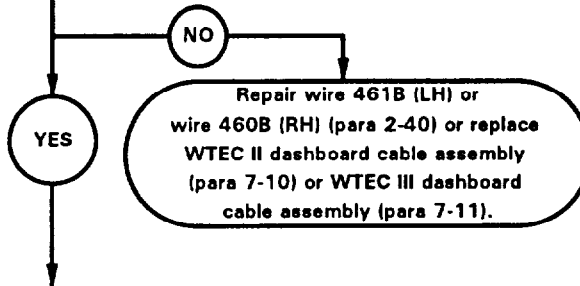 NO
YES
Repair wire 461B (LH) or
wire 460B (RH) (para 2-40) or replace
WTEC II dashboard cable assembly
(para 7-10) or WTEC III dashboard
cable assembly (para 7-11).